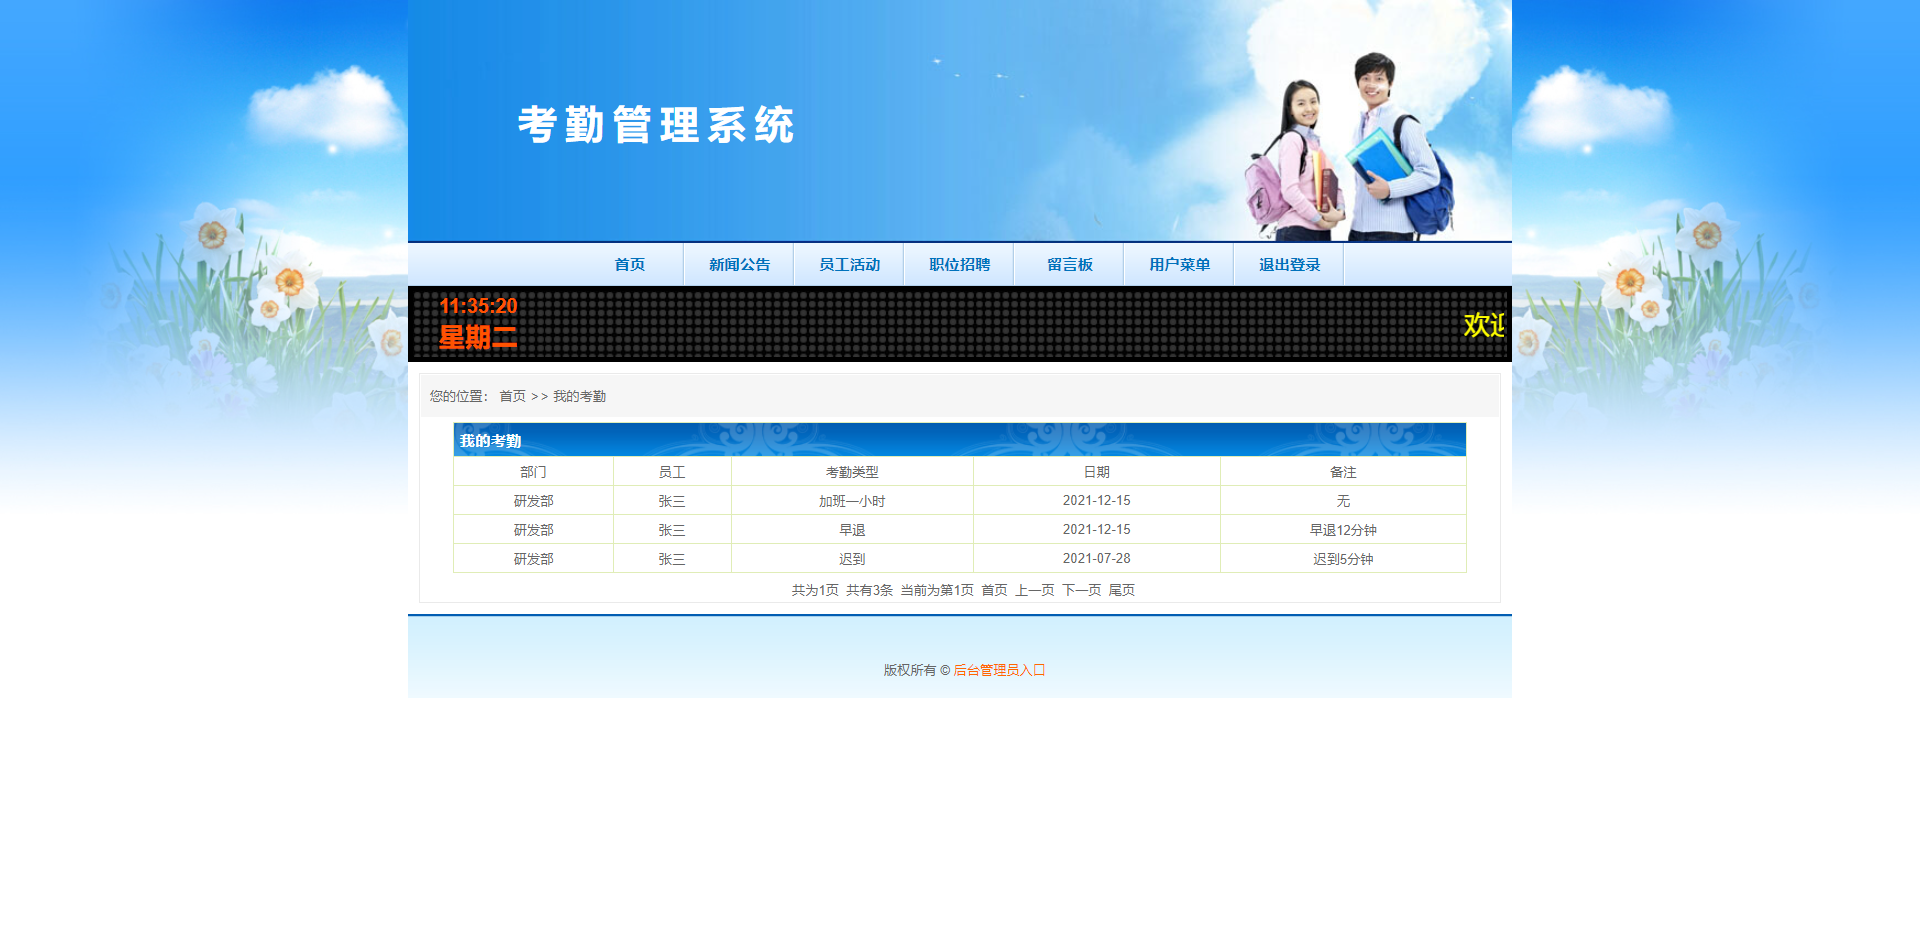 考勤管理系统
首页 新闻公告 员工活动 职位招聘 留言板 用户菜单 退出登录
11:35:20
星期二
欢迎
您的位置： 首页 >> 我的考勤
我的考勤
部门 员工 考勤类型 日期 备注
研发部 张三 加班一小时 2021-12-15 无
研发部 张三 早退 2021-12-15 早退12分钟
研发部 张三 迟到 2021-07-28 迟到5分钟
共为1页 共有3条 当前为第1页 首页 上一页 下一页 尾页
版权所有 © 后台管理员入口